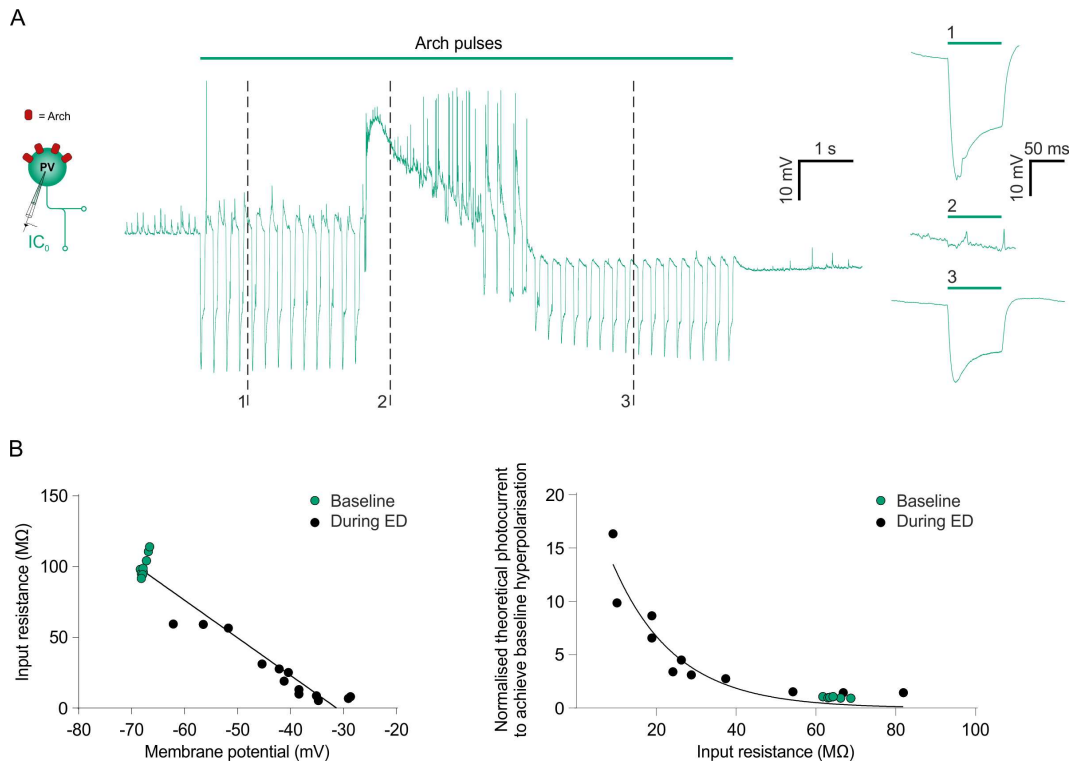 A
Arch pulses
= Arch
PV
IC0
1
2
3
10 mV
1 s
1
2
3
10 mV
50 ms
B
Input resistance (MΩ)
150
100
50
0
-80
-70
-60
-50
-40
-30
-20
Membrane potential (mV)
Baseline
During ED
Normalised theoretical photocurrent
to achieve baseline hyperpolarisation
20
15
10
5
0
20
40
60
80
100
Input resistance (MΩ)
Baseline
During ED